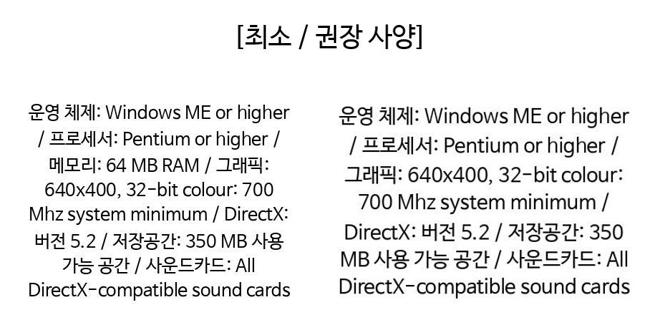 [최소 / 권장 사양]
운영 체제: Windows ME or higher
/ 프로세서: Pentium or higher /
메모리: 64 MB RAM / 그래픽:
640x400, 32-bit colour: 700
Mhz system minimum / DirectX:
버전 5.2 / 저장공간: 350 MB 사용
가능 공간 / 사운드카드: All
DirectX-compatible sound cards
운영 체제: Windows ME or higher
/ 프로세서: Pentium or higher /
그래픽: 640x400, 32-bit colour:
700 Mhz system minimum /
DirectX: 버전 5.2 / 저장공간: 350
MB 사용 가능 공간 / 사운드카드: All
DirectX-compatible sound cards